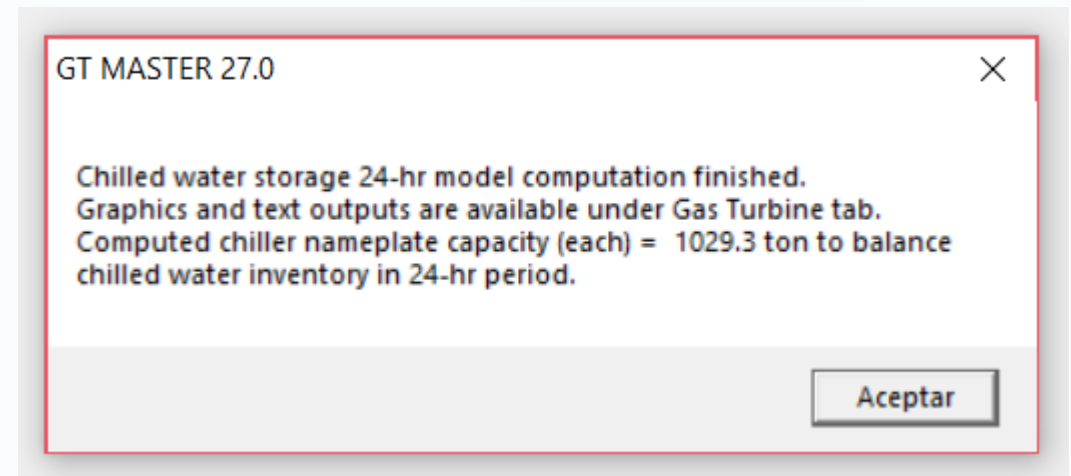 GT MASTER 27.0
Chilled water storage 24-hr model computation finished.
Graphics and text outputs are available under Gas Turbine tab.
Computed chiller nameplate capacity (each) =  1029.3 ton to balance
chilled water inventory in 24-hr period.
Aceptar